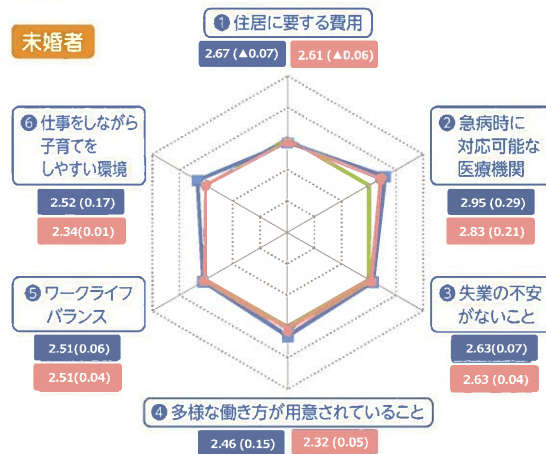 未婚者
❶ 住居に要する費用
2.67 (▲0.07) 2.61 (▲0.06)
❻ 仕事をしながら
子育てを
しやすい環境
2.52 (0.17)
2.34(0.01)
❷ 急病時に
対応可能な
医療機関
2.95 (0.29)
2.83 (0.21)
❺ ワークライフ
バランス
2.51(0.06)
2.51(0.04)
❸ 失業の不安
がないこと
2.63(0.07)
2.63 (0.04)
❹ 多様な働き方が用意されていること
2.46 (0.15) 2.32 (0.05)